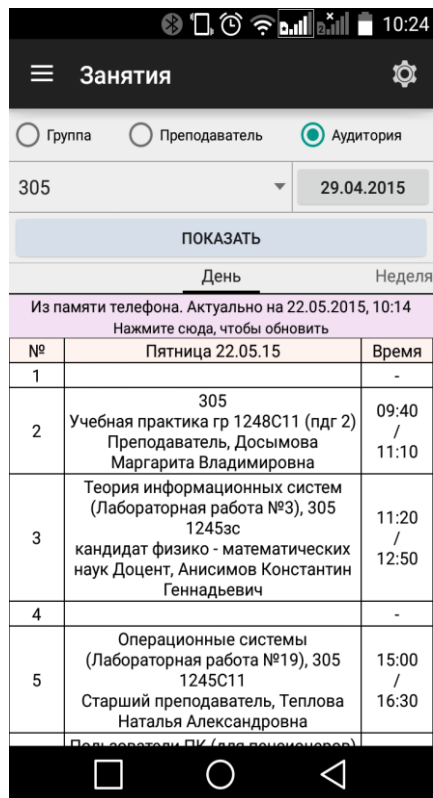 10:24
Занятия
Группа Преподаватель Аудитория
305 29.04.2015
ПОКАЗАТЬ
День Неделя
Из памяти телефона. Актуально на 22.05.2015, 10:14
Нажмите сюда, чтобы обновить
№ Пятница 22.05.15 Время
1 -
305
Учебная практика гр 1248С11 (пдг 2)
Преподаватель, Досымова
Маргарита Владимировна
2
09:40
/
11:10
Теория информационных систем
(Лабораторная работа №3), 305
1245зс
кандидат физико - математических
наук Доцент, Анисимов Константин
Геннадьевич
3
11:20
/
12:50
4 -
Операционные системы
(Лабораторная работа №19), 305
1245С11
Старший преподаватель, Теплова
Наталья Александровна
5
15:00
/
16:30
Пользователи ПК (для пенсионеров)